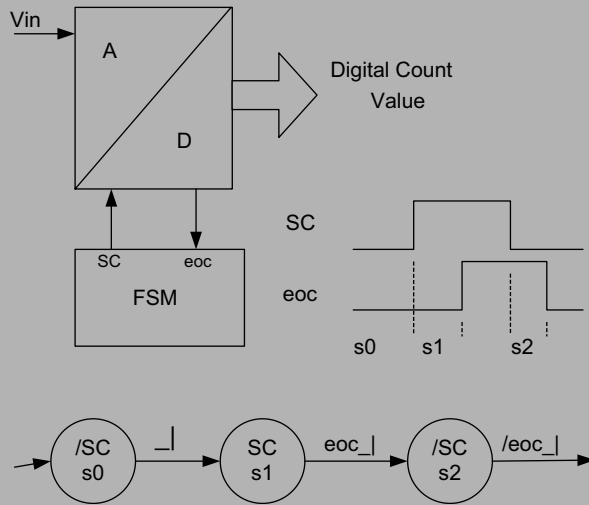 Vin
A
D
Digital Count
Value
SC
eoc
FSM
SC
eoc
s0
s1
s2
/SC
s0
_|
SC
s1
eoc_|
/SC
s2
/eoc_|